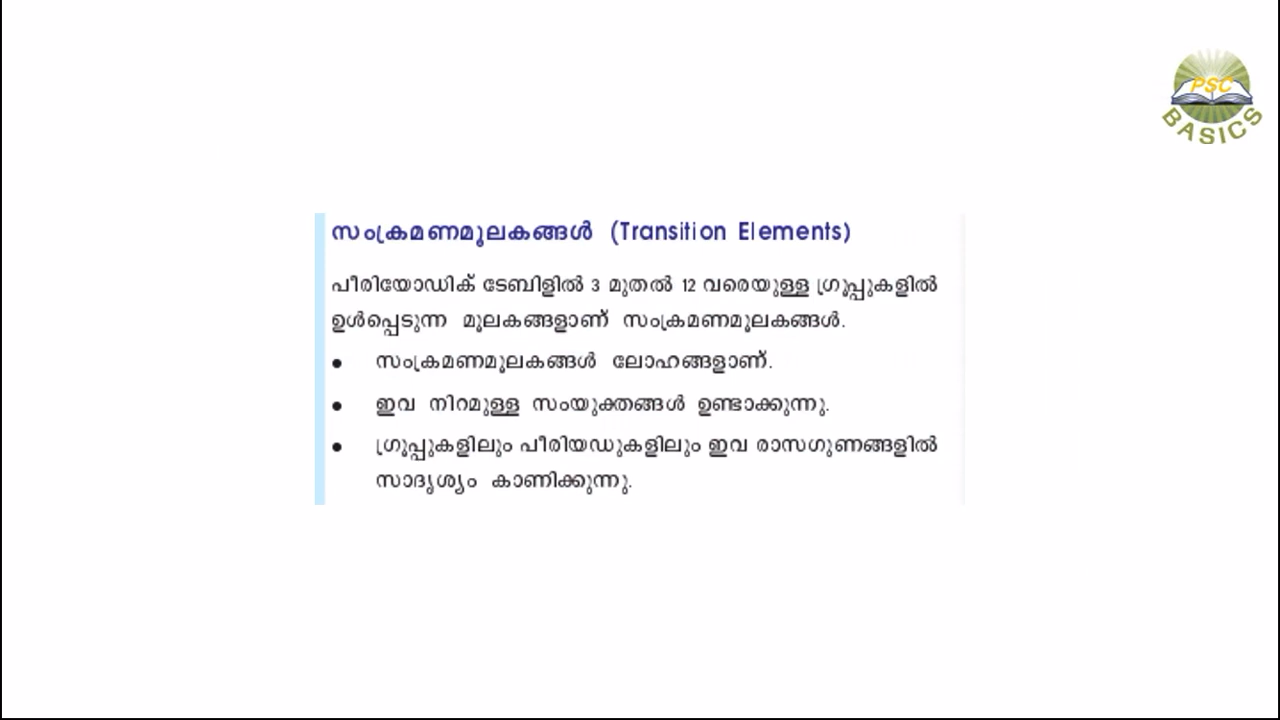 PSC
BASICS
സംക്രമണമൂലകങ്ങൾ (Transition Elements)
പീരിയോഡിക് ടേബിളിൽ 3 മുതൽ 12 വരെയുള്ള ഗ്രൂപ്പുകളിൽ
ഉൾപ്പെടുന്ന മൂലകങ്ങളാണ് സംക്രമണമൂലകങ്ങൾ.
• സംക്രമണമൂലകങ്ങൾ ലോഹങ്ങളാണ്.
• ഇവ നിറമുള്ള സംയുക്തങ്ങൾ ഉണ്ടാക്കുന്നു.
• ഗ്രൂപ്പുകളിലും പീരിയഡുകളിലും ഇവ രാസഗുണങ്ങളിൽ
സാദൃശ്യം കാണിക്കുന്നു.